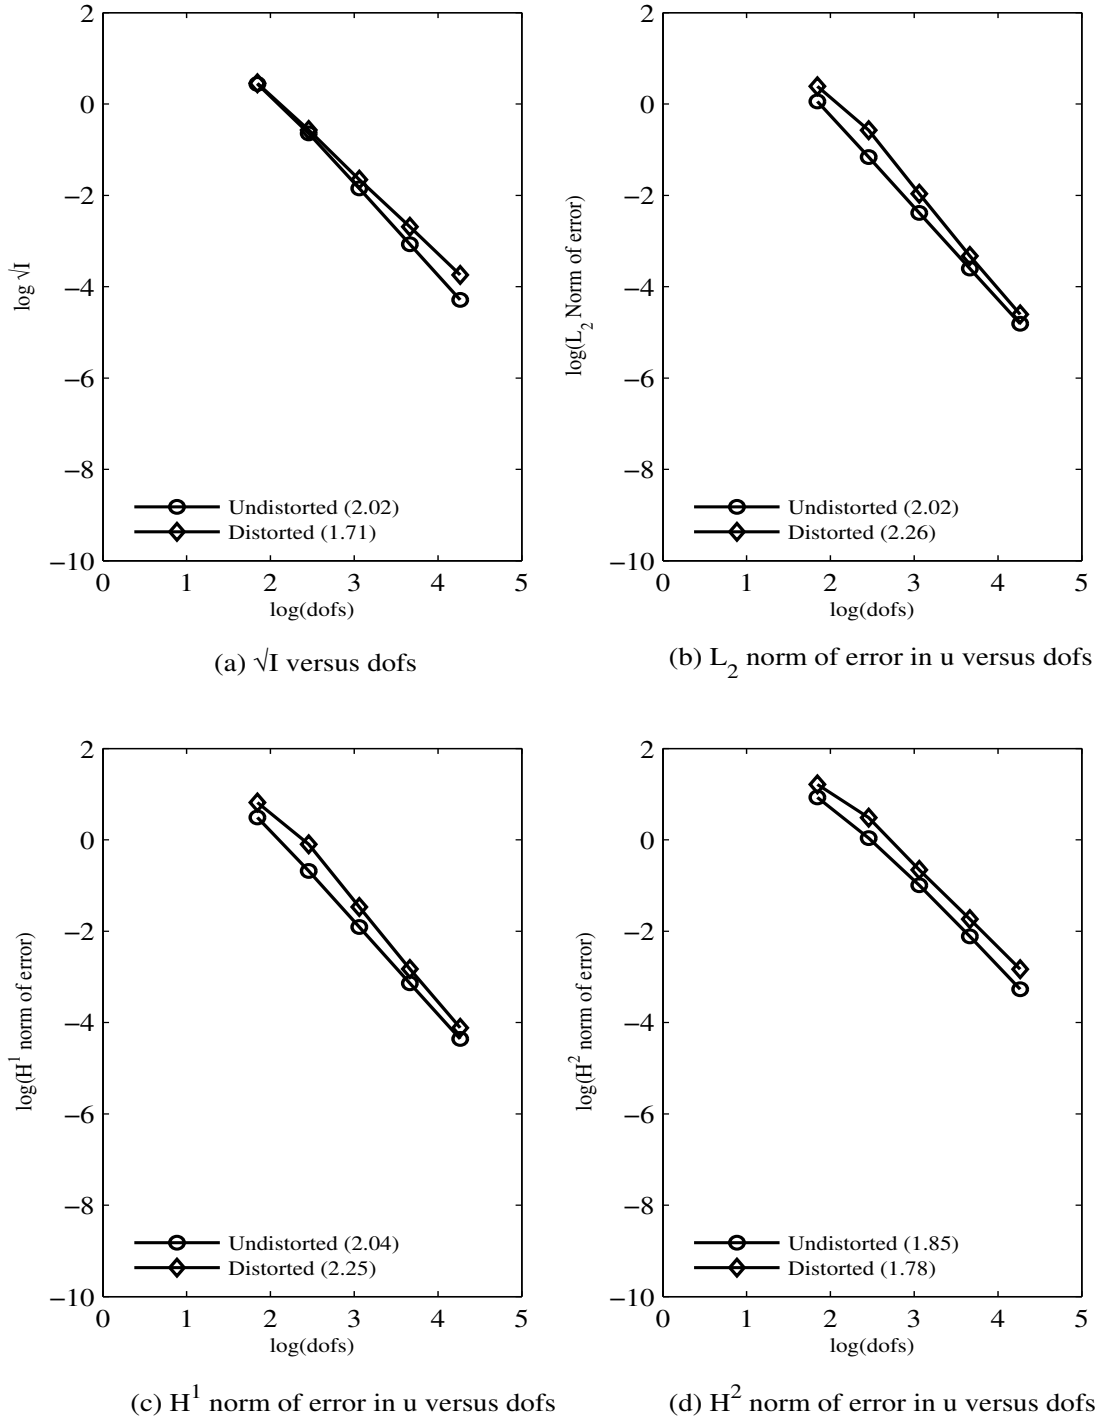 2
0
−2
−4
−6
−8
−10
log √I
Undistorted (2.02)
Distorted (1.71)
0 1 2 3 4 5
log(dofs)
(a) √I versus dofs
2
0
−2
−4
−6
−8
−10
log(L2 Norm of error)
Undistorted (2.02)
Distorted (2.26)
0 1 2 3 4 5
log(dofs)
(b) L2 norm of error in u versus dofs
2
0
−2
−4
−6
−8
−10
log(H1 norm of error)
Undistorted (2.04)
Distorted (2.25)
0 1 2 3 4 5
log(dofs)
(c) H1 norm of error in u versus dofs
2
0
−2
−4
−6
−8
−10
log(H2 norm of error)
Undistorted (1.85)
Distorted (1.78)
0 1 2 3 4 5
log(dofs)
(d) H2 norm of error in u versus dofs